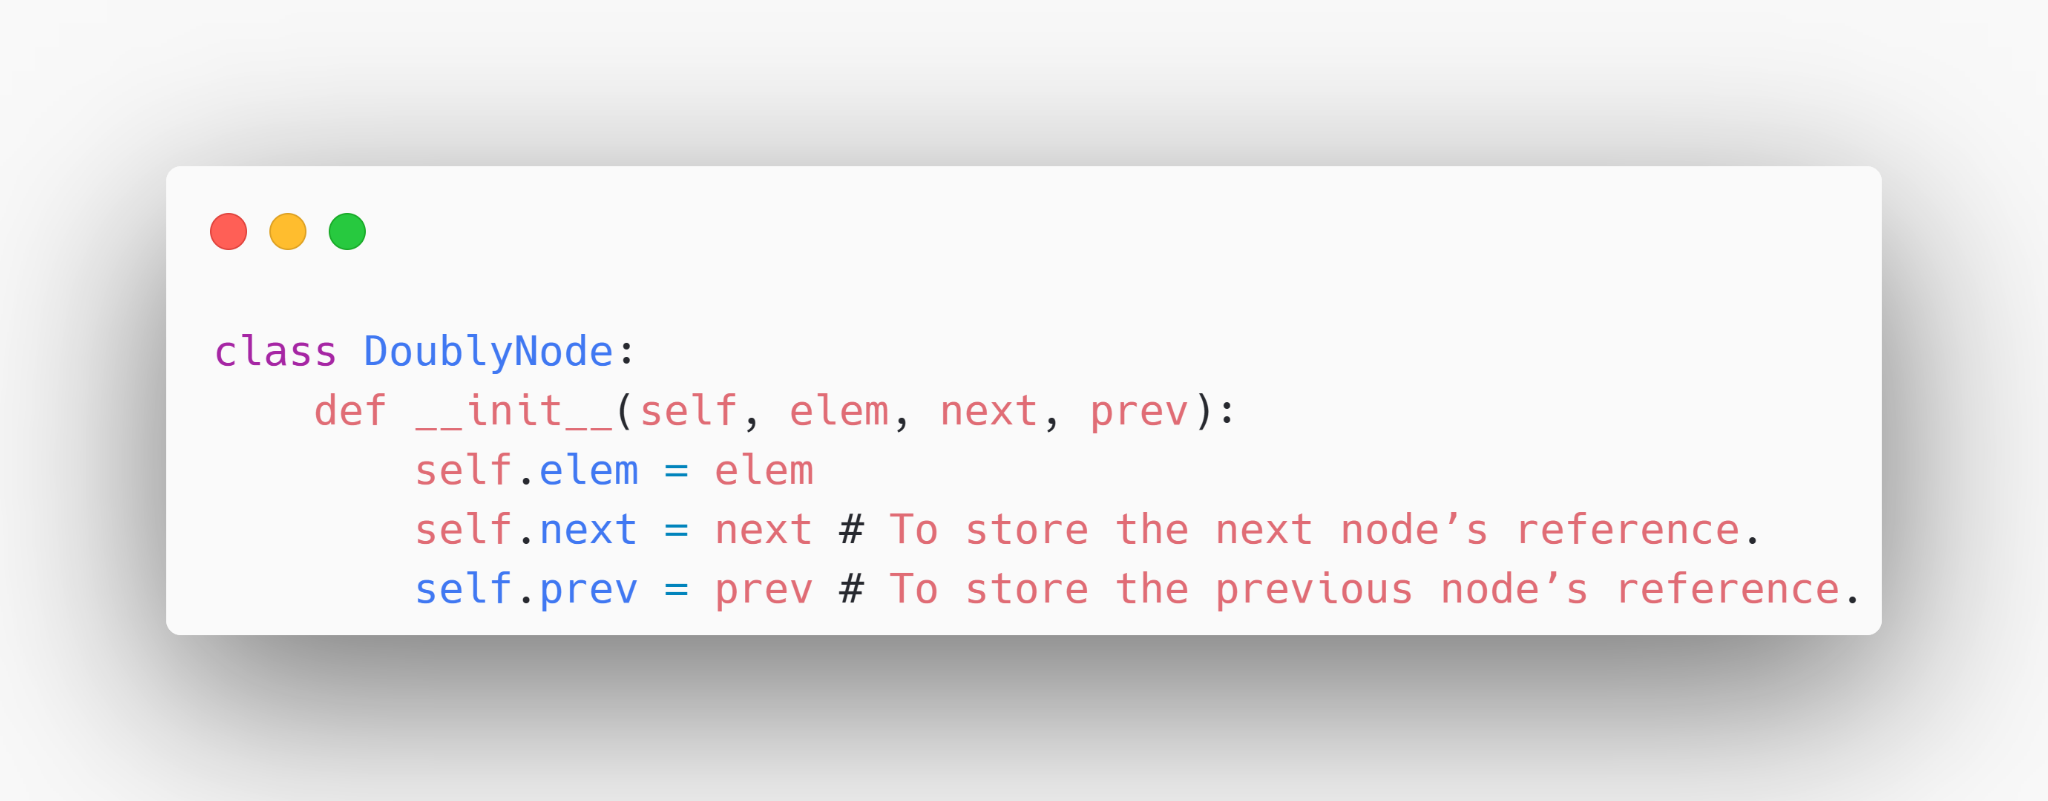 class DoublyNode:
    def __init__(self, elem, next, prev):
        self.elem = elem
        self.next = next # To store the next node’s reference.
        self.prev = prev # To store the previous node’s reference.